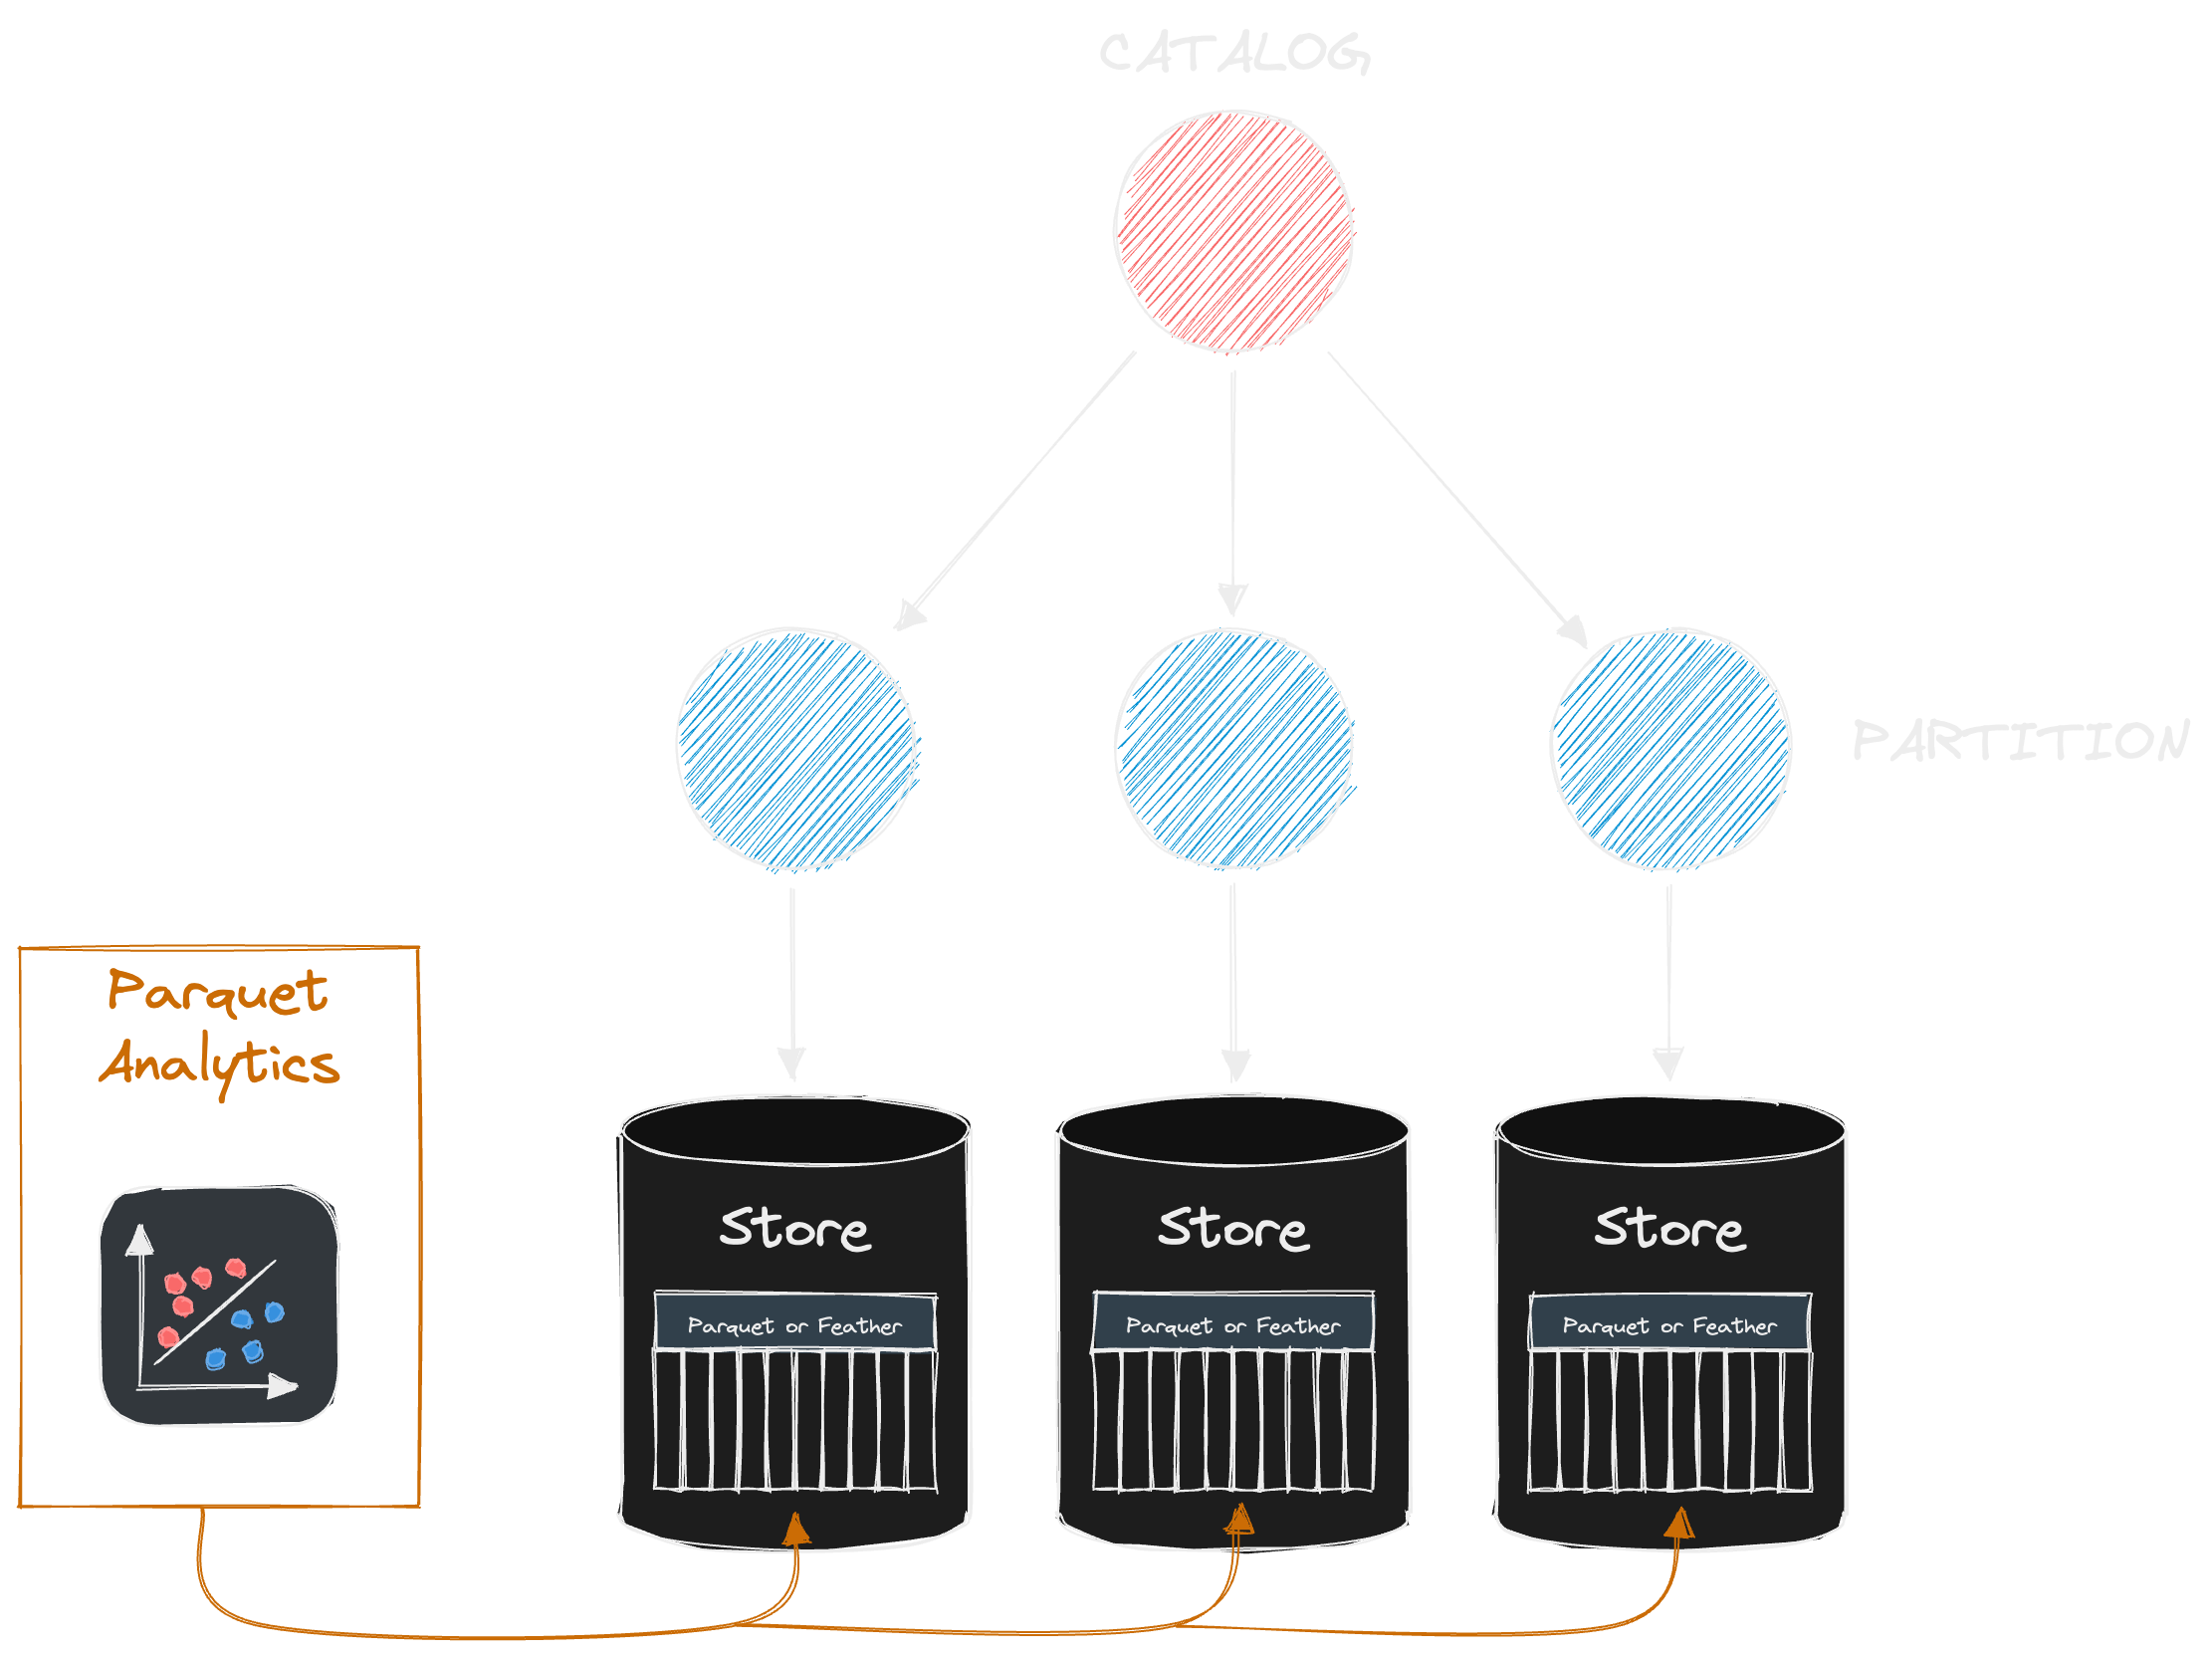 CATALOG
PARTITION
Parquet
Analytics
Store
Store
Store
Parquet or Feather
Parquet or Feather
Parquet or Feather